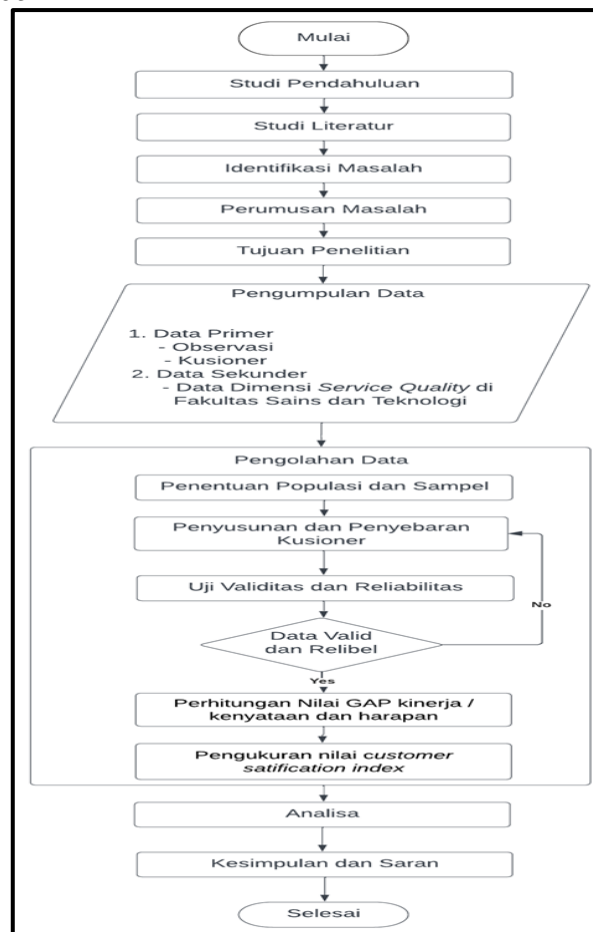 Mulai
Studi Pendahuluan
Studi Literatur
Identifikasi Masalah
Perumusan Masalah
Tujuan Penelitian
Pengumpulan Data
1. Data Primer
- Observasi
- Kusioner
2. Data Sekunder
- Data Dimensi Service Quality di
Fakultas Sains dan Teknologi
Pengolahan Data
Penentuan Populasi dan Sampel
Penyusunan dan Penyebaran
Kusioner
Uji Validitas dan Reliabilitas
No
Data Valid
dan Relibel
Yes
Perhitungan Nilai GAP kinerja /
kenyataan dan harapan
Pengukuran nilai customer
satification index
Analisa
Kesimpulan dan Saran
Selesai